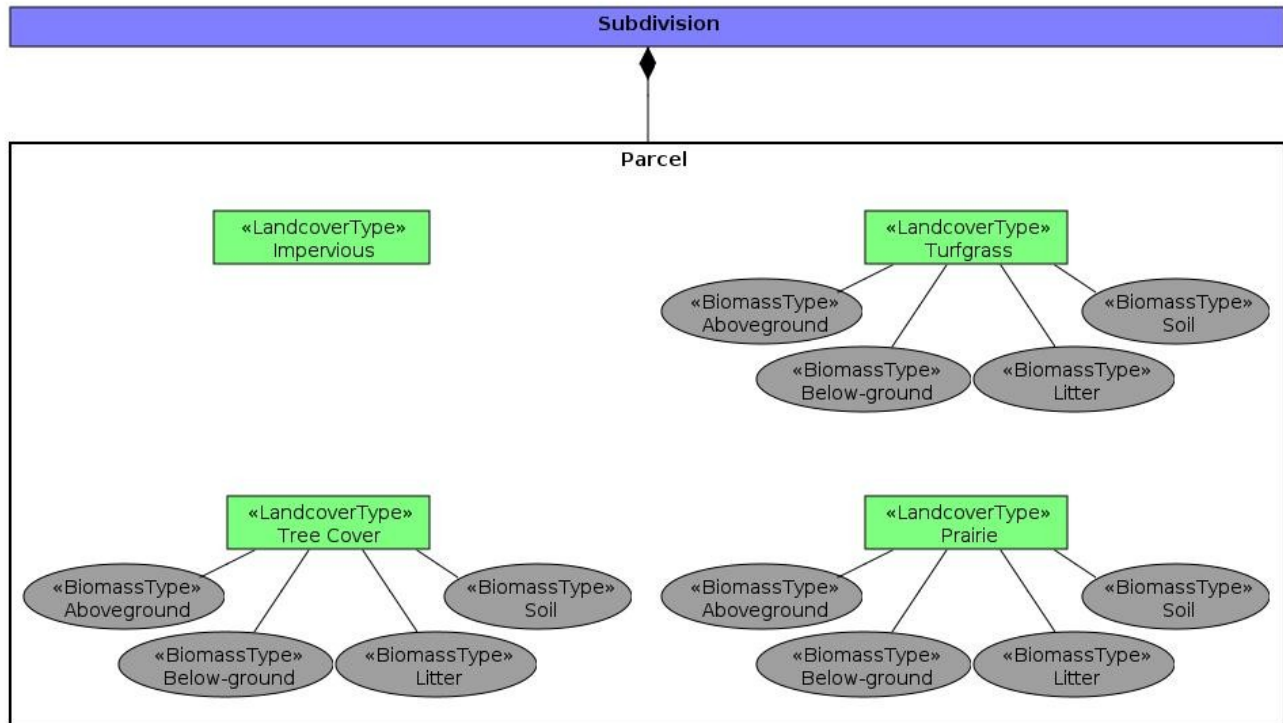 Subdivision
Parcel
«LandcoverType»
Impervious
«LandcoverType»
Turfgrass
«BiomassType»
Aboveground
«BiomassType»
Below-ground
«BiomassType»
Litter
«BiomassType»
Soil
«LandcoverType»
Tree Cover
«BiomassType»
Aboveground
«BiomassType»
Below-ground
«BiomassType»
Litter
«BiomassType»
Soil
«LandcoverType»
Prairie
«BiomassType»
Aboveground
«BiomassType»
Below-ground
«BiomassType»
Litter
«BiomassType»
Soil